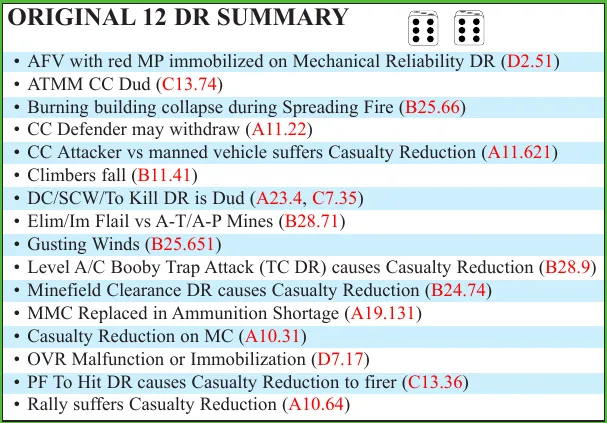 ORIGINAL 12 DR SUMMARY
• AFV with red MP immobilized on Mechanical Reliability DR (D2.51)
• ATMM CC Dud (C13.74)
• Burning building collapse during Spreading Fire (B25.66)
• CC Defender may withdraw (A11.22)
• CC Attacker vs manned vehicle suffers Casualty Reduction (A11.621)
• Climbers fall (B11.41)
• DC/SCW/To Kill DR is Dud (A23.4, C7.35)
• Elim/Im Flail vs A-T/A-P Mines (B28.71)
• Gusting Winds (B25.651)
• Level A/C Booby Trap Attack (TC DR) causes Casualty Reduction (B28.9)
• Minefield Clearance DR causes Casualty Reduction (B24.74)
• MMC Replaced in Ammunition Shortage (A19.131)
• Casualty Reduction on MC (A10.31)
• OVR Malfunction or Immobilization (D7.17)
• PF To Hit DR causes Casualty Reduction to firer (C13.36)
• Rally suffers Casualty Reduction (A10.64)